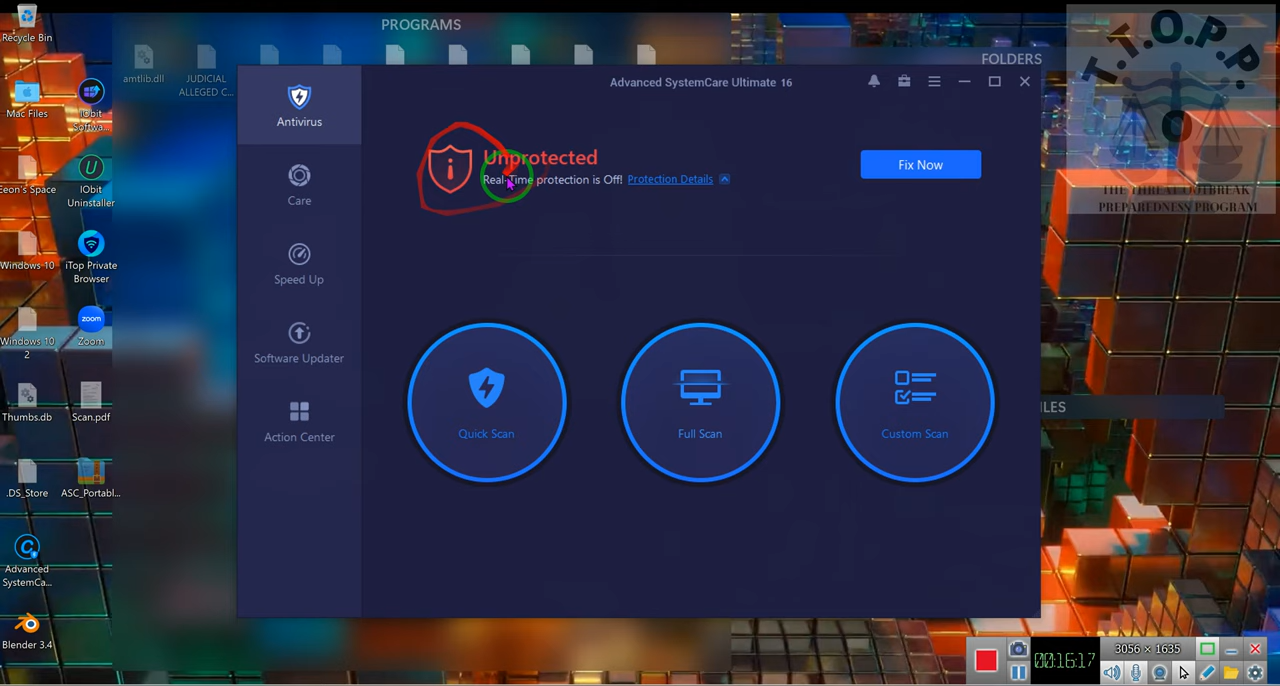 PROGRAMS
FOLDERS
T.O.P.P.O
THE THREAT OUTBREAK
PREPAREDNESS PROGRAM
Recycle Bin
Mac Files
IObit
Softwa...
Eeon's Space
IObit
Uninstaller
Windows 10
iTop Private
Browser
Windows 10
2
Zoom
zoom
Thumbs.db
Scan.pdf
.DS_Store
ASC_Portabl...
Advanced
SystemCa...
Blender 3.4
amtlib.dll
JUDICIAL
ALLEGED C...
Advanced SystemCare Ultimate 16
Antivirus
Care
Speed Up
Software Updater
Action Center
Unprotected
Real-Time protection is Off! Protection Details
Fix Now
Quick Scan
Full Scan
Custom Scan
ILES
00:16:17
3056 × 1635